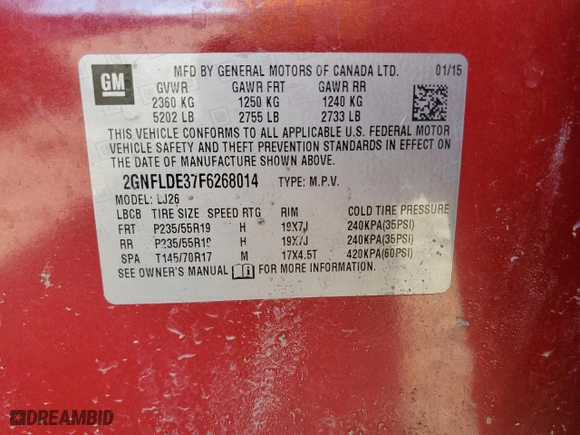 GM
MFD BY GENERAL MOTORS OF CANADA LTD. 01/15
GVWR GAWR FRT GAWR RR
2360 KG 1250 KG 1240 KG
5202 LB 2755 LB 2733 LB
THIS VEHICLE CONFORMS TO ALL APPLICABLE U.S. FEDERAL MOTOR
VEHICLE SAFETY AND THEFT PREVENTION STANDARDS IN EFFECT ON
THE DATE OF MANUFACTURE SHOWN ABOVE.
2GNFLDE37F6268014 TYPE: M.P.V.
MODEL: LJ26
LBCB TIRE SIZE SPEED RTG RIM COLD TIRE PRESSURE
FRT P235/55R19 H 19X7J 240KPA(35PSI)
RR P235/55R19 H 19X7J 240KPA(35PSI)
SPA T145/70R17 M 17X4.5T 420KPA(60PSI)
SEE OWNER'S MANUAL FOR MORE INFORMATION.
© DREAMBID